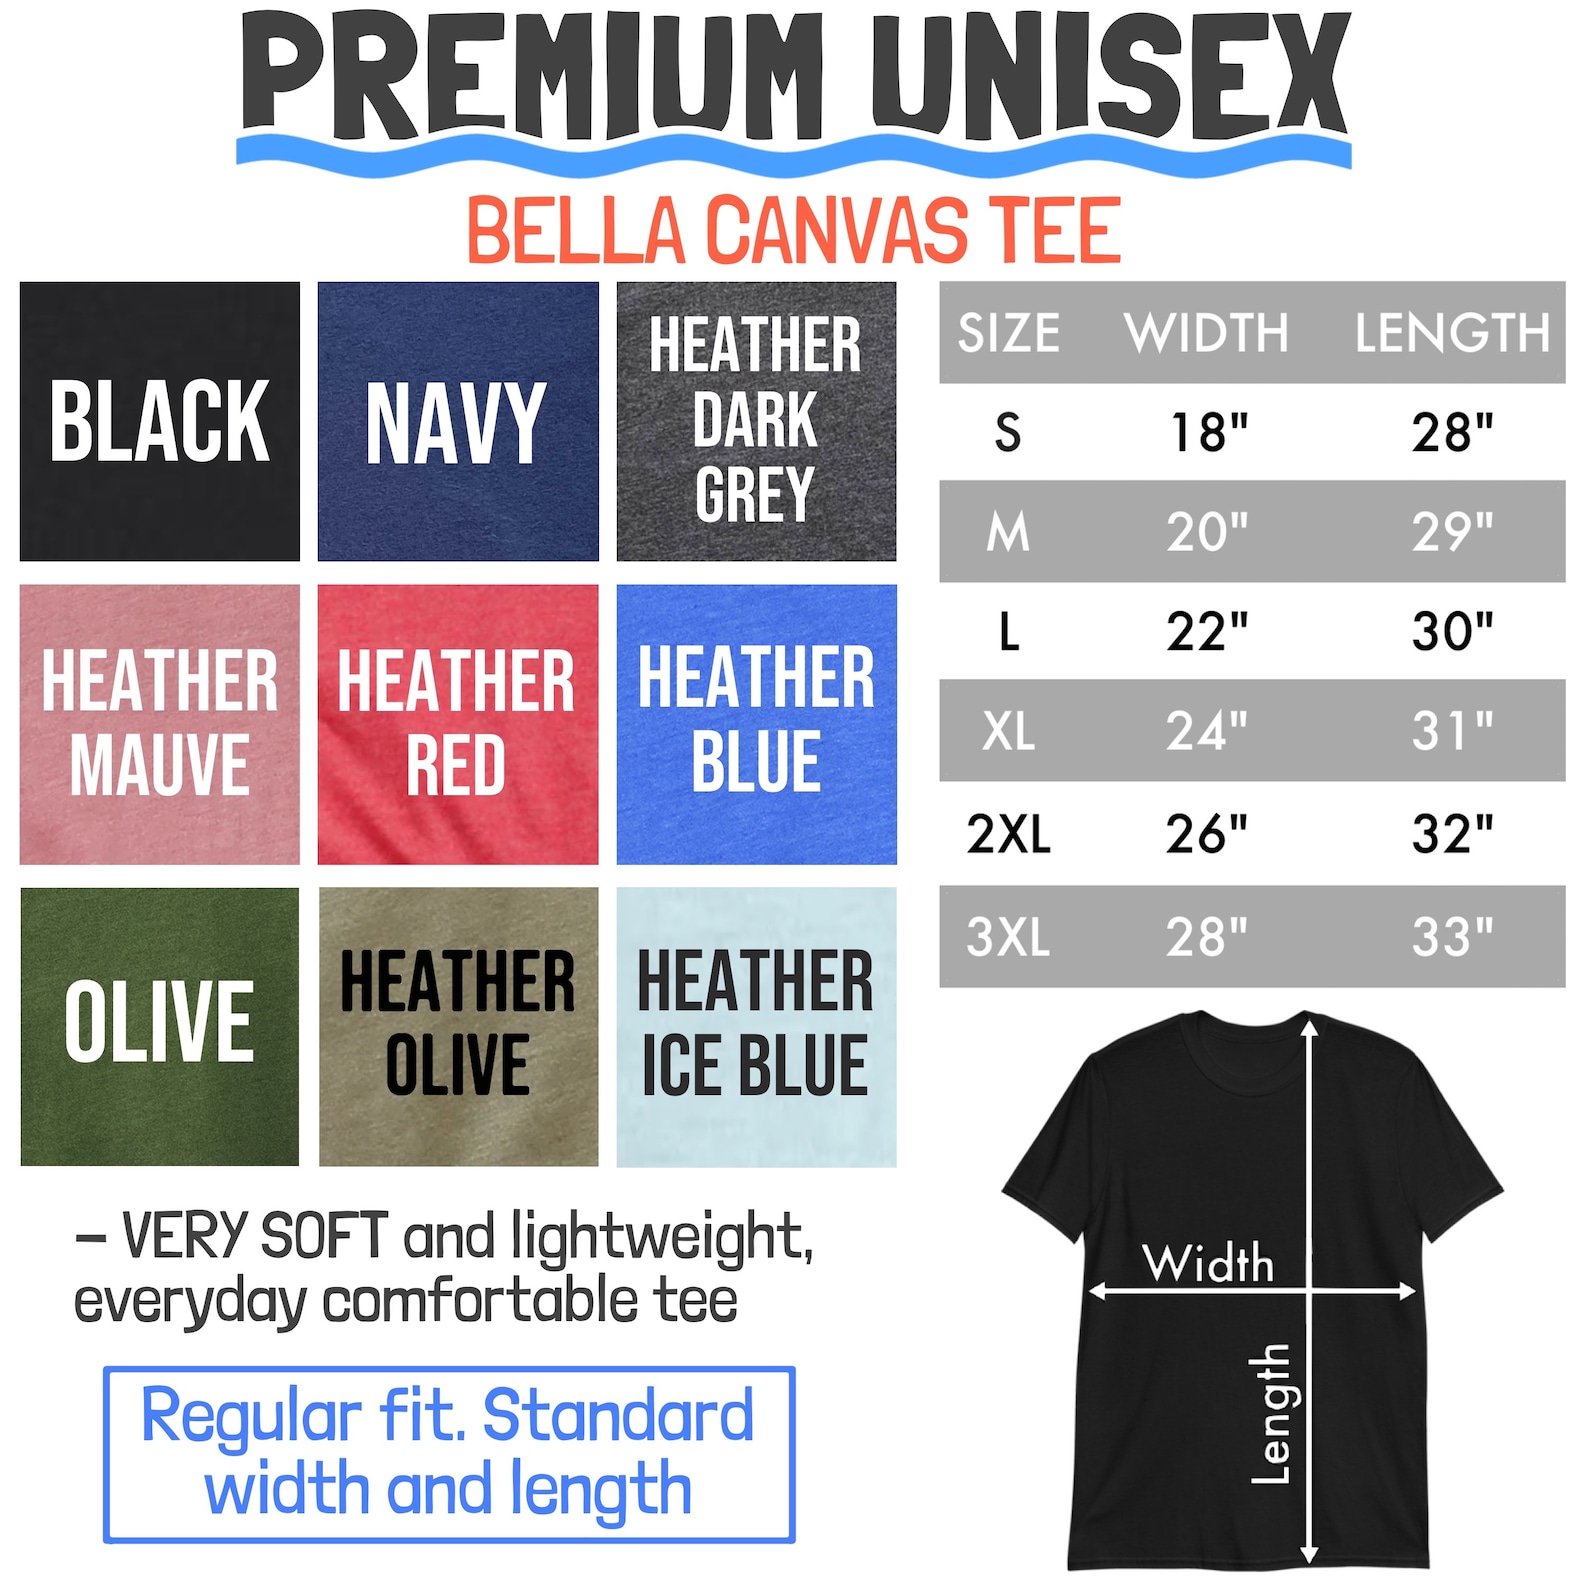 PREMIUM UNISEX
BELLA CANVAS TEE
BLACK
NAVY
HEATHER
DARK
GREY
HEATHER
MAUVE
HEATHER
RED
HEATHER
BLUE
OLIVE
HEATHER
OLIVE
HEATHER
ICE BLUE
SIZE WIDTH LENGTH
S 18" 28"
M 20" 29"
L 22" 30"
XL 24" 31"
2XL 26" 32"
3XL 28" 33"
– VERY SOFT and lightweight,
everyday comfortable tee
Regular fit. Standard
width and length
Width
Length